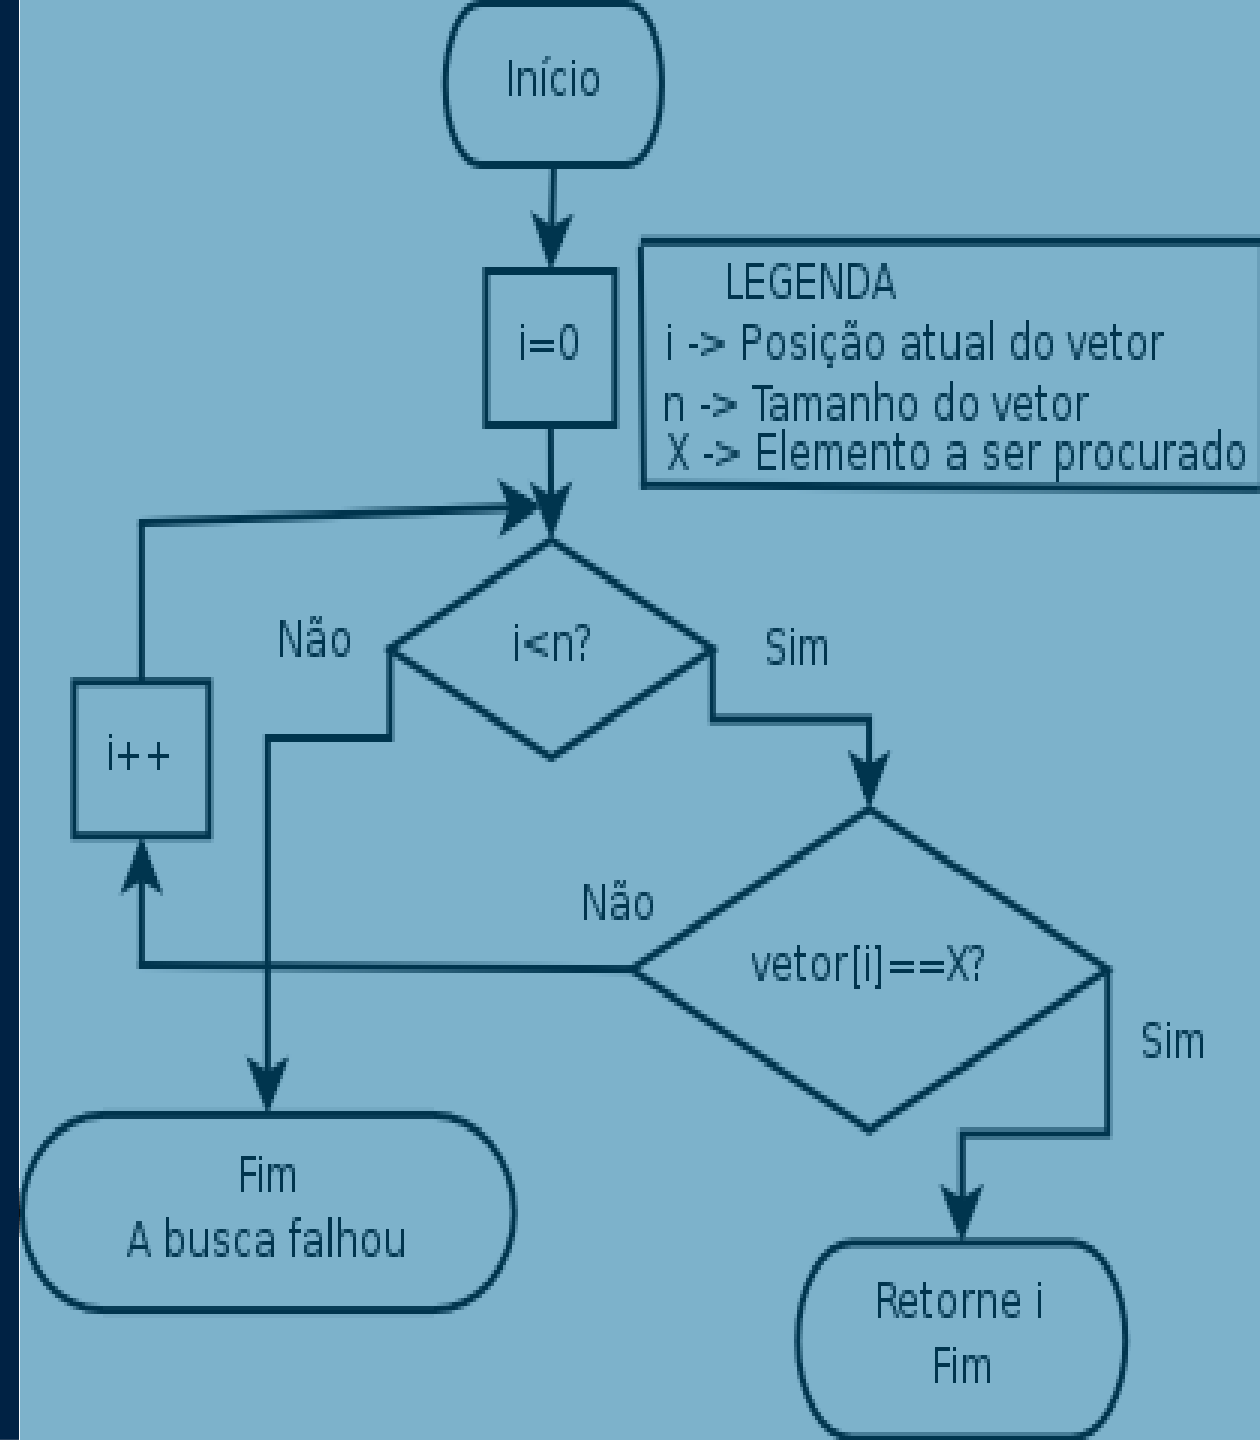 Início
i=0
LEGENDA
i -> Posição atual do vetor
n -> Tamanho do vetor
X -> Elemento a ser procurado
Não
i<n?
Sim
i++
Não
vetor[i]==X?
Sim
Fim
A busca falhou
Retorne i
Fim